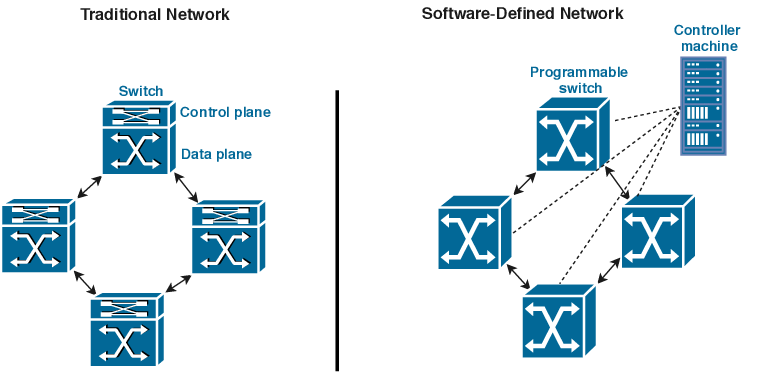 Traditional Network
Software-Defined Network
Controller
machine
Switch
Control plane
Data plane
Programmable
switch